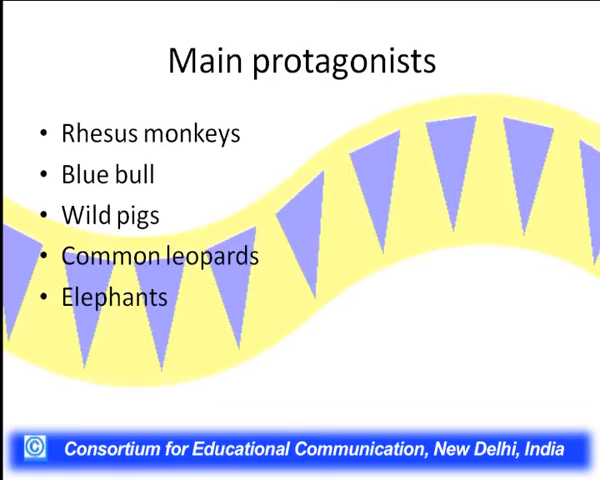 Main protagonists
• Rhesus monkeys
• Blue bull
• Wild pigs
• Common leopards
• Elephants
© Consortium for Educational Communication, New Delhi, India